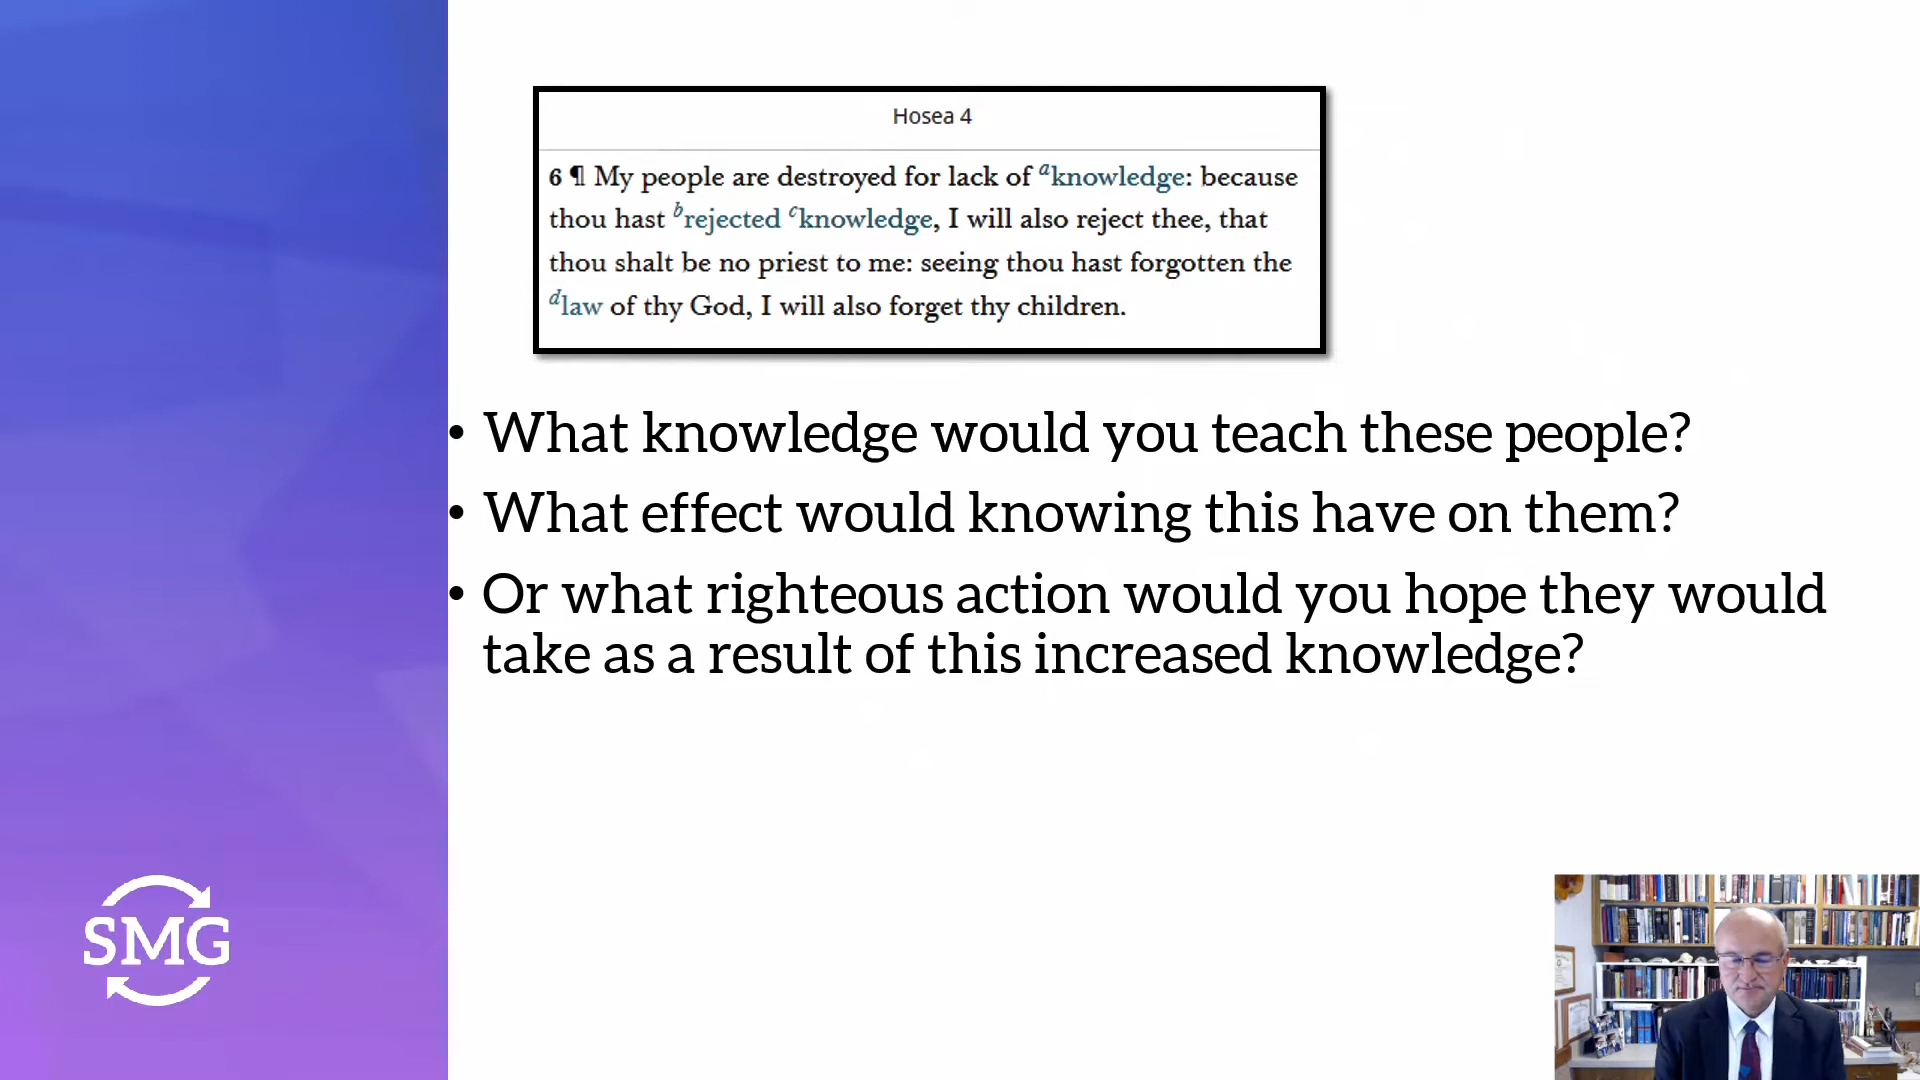 Hosea 4
6 ¶ My people are destroyed for lack of aknowledge: because
thou hast brejected cknowledge, I will also reject thee, that
thou shalt be no priest to me: seeing thou hast forgotten the
dlaw of thy God, I will also forget thy children.
• What knowledge would you teach these people?
• What effect would knowing this have on them?
• Or what righteous action would you hope they would
take as a result of this increased knowledge?
SMG